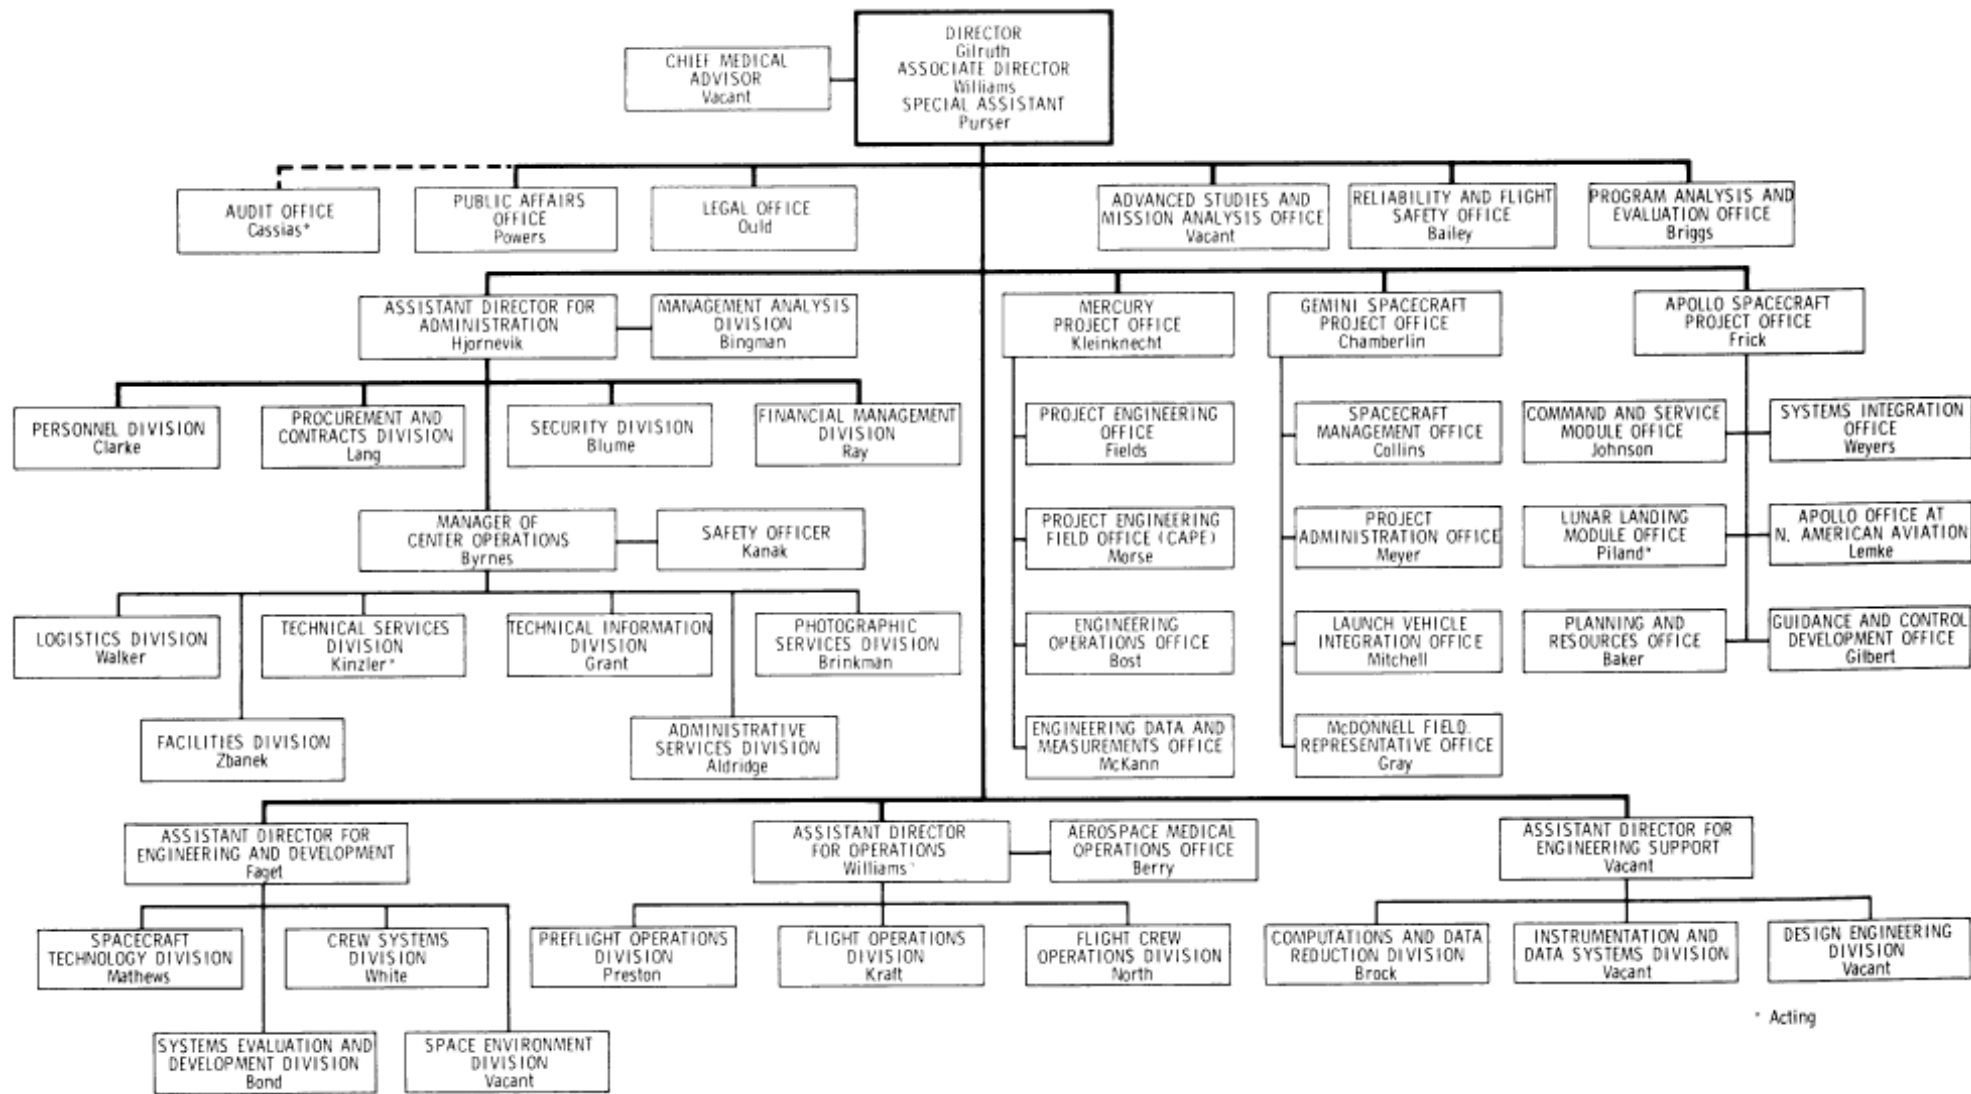 DIRECTOR
Gilruth
ASSOCIATE DIRECTOR
Williams
SPECIAL ASSISTANT
Purser
CHIEF MEDICAL
ADVISOR
Vacant
AUDIT OFFICE
Cassias*
PUBLIC AFFAIRS
OFFICE
Powers
LEGAL OFFICE
Ould
ADVANCED STUDIES AND
MISSION ANALYSIS OFFICE
Vacant
RELIABILITY AND FLIGHT
SAFETY OFFICE
Bailey
PROGRAM ANALYSIS AND
EVALUATION OFFICE
Briggs
ASSISTANT DIRECTOR FOR
ADMINISTRATION
Hjornevik
MANAGEMENT ANALYSIS
DIVISION
Bingman
MERCURY
PROJECT OFFICE
Kleinknecht
GEMINI SPACECRAFT
PROJECT OFFICE
Chamberlin
APOLLO SPACECRAFT
PROJECT OFFICE
Frick
PERSONNEL DIVISION
Clarke
PROCUREMENT AND
CONTRACTS DIVISION
Lang
SECURITY DIVISION
Blume
FINANCIAL MANAGEMENT
DIVISION
Ray
PROJECT ENGINEERING
OFFICE
Fields
SPACECRAFT
MANAGEMENT OFFICE
Collins
COMMAND AND SERVICE
MODULE OFFICE
Johnson
SYSTEMS INTEGRATION
OFFICE
Weyers
MANAGER OF
CENTER OPERATIONS
Byrnes
SAFETY OFFICER
Kanak
PROJECT ENGINEERING
FIELD OFFICE (CAPE)
Morse
PROJECT
ADMINISTRATION OFFICE
Meyer
LUNAR LANDING
MODULE OFFICE
Piland*
APOLLO OFFICE AT
N. AMERICAN AVIATION
Lemke
LOGISTICS DIVISION
Walker
TECHNICAL SERVICES
DIVISION
Kinzler*
TECHNICAL INFORMATION
DIVISION
Grant
PHOTOGRAPHIC
SERVICES DIVISION
Brinkman
ENGINEERING
OPERATIONS OFFICE
Bost
LAUNCH VEHICLE
INTEGRATION OFFICE
Mitchell
PLANNING AND
RESOURCES OFFICE
Baker
GUIDANCE AND CONTROL
DEVELOPMENT OFFICE
Gilbert
FACILITIES DIVISION
Zbanek
ADMINISTRATIVE
SERVICES DIVISION
Aldridge
ENGINEERING DATA AND
MEASUREMENTS OFFICE
McKann
McDONNELL FIELD
REPRESENTATIVE OFFICE
Gray
ASSISTANT DIRECTOR FOR
ENGINEERING AND DEVELOPMENT
Faget
ASSISTANT DIRECTOR
FOR OPERATIONS
Williams*
AEROSPACE MEDICAL
OPERATIONS OFFICE
Berry
ASSISTANT DIRECTOR FOR
ENGINEERING SUPPORT
Vacant
SPACECRAFT
TECHNOLOGY DIVISION
Mathews
CREW SYSTEMS
DIVISION
White
PREFLIGHT OPERATIONS
DIVISION
Preston
FLIGHT OPERATIONS
DIVISION
Kraft
FLIGHT CREW
OPERATIONS DIVISION
North
COMPUTATIONS AND DATA
REDUCTION DIVISION
Brock
INSTRUMENTATION AND
DATA SYSTEMS DIVISION
Vacant
DESIGN ENGINEERING
DIVISION
Vacant
SYSTEMS EVALUATION AND
DEVELOPMENT DIVISION
Bond
SPACE ENVIRONMENT
DIVISION
Vacant
* Acting